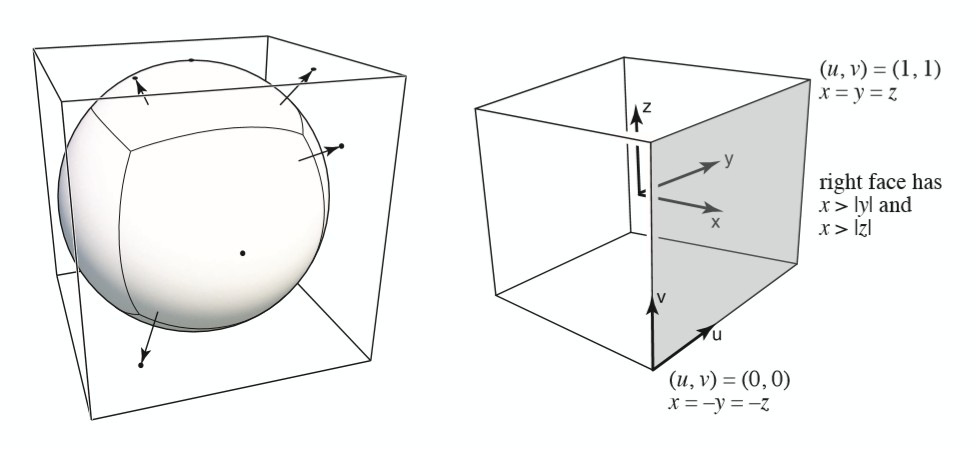 (u, v) = (1, 1)
x = y = z
z
y
x
right face has
x > |y| and
x > |z|
v
u
(u, v) = (0, 0)
x = –y = –z